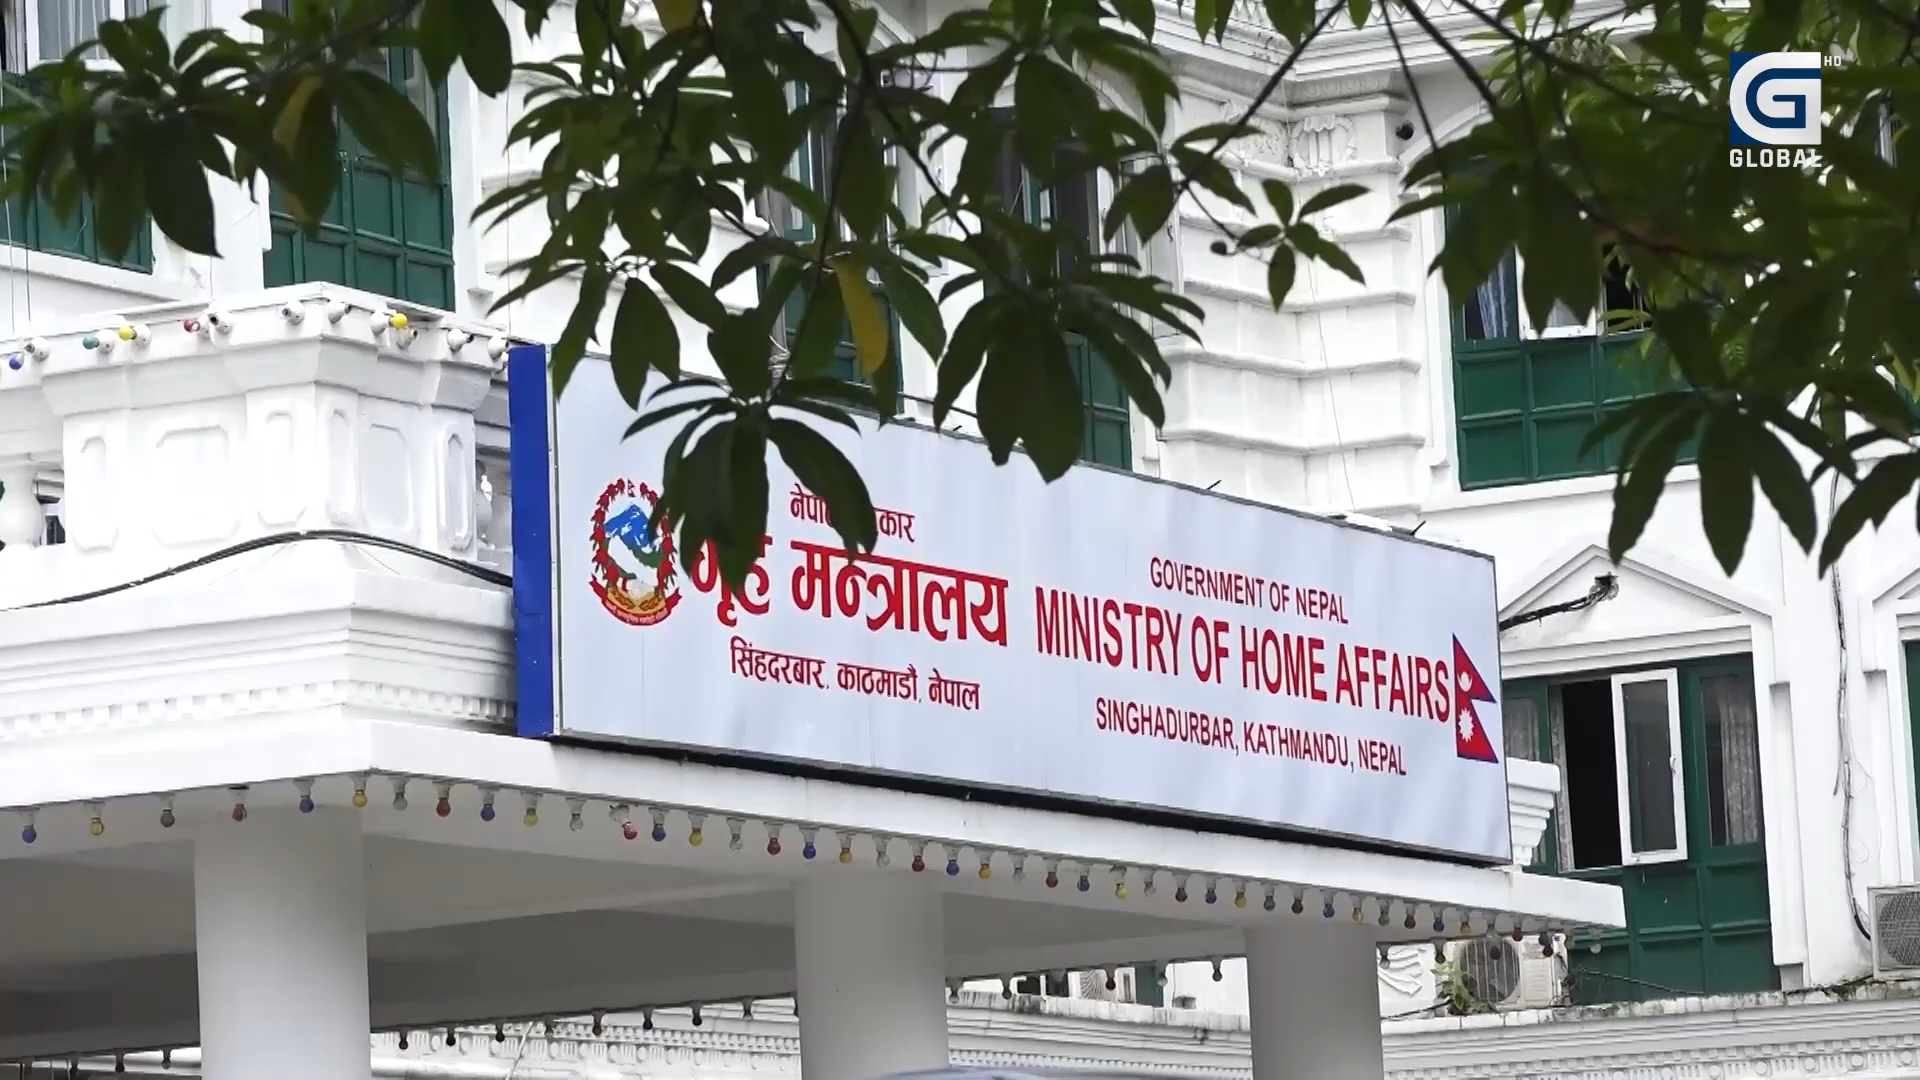 गृह मन्त्रालय
सिंहदरबार, काठमाडौं, नेपाल
GOVERNMENT OF NEPAL
MINISTRY OF HOME AFFAIRS
SINGHADURBAR, KATHMANDU, NEPAL
G HD
GLOBAL